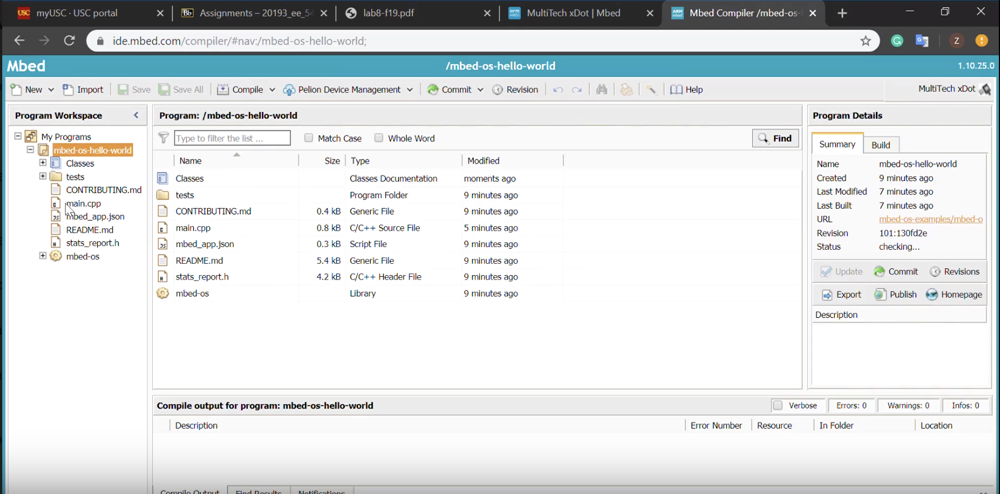 myUSC · USC portal
Bb Assignments – 20193_ee_54
lab8-f19.pdf
arm MBED MultiTech xDot | Mbed
ARM mbed Mbed Compiler /mbed-os-
ide.mbed.com/compiler/#nav:/mbed-os-hello-world;
Z
Mbed
/mbed-os-hello-world
1.10.25.0
New Import Save Save All Compile Pelion Device Management Commit Revision Help
MultiTech xDot
Program Workspace
My Programs
mbed-os-hello-world
Classes
tests
CONTRIBUTING.md
main.cpp
mbed_app.json
README.md
stats_report.h
mbed-os
Program: /mbed-os-hello-world
Type to filter the list ... Match Case Whole Word Find
Name Size Type Modified
Classes Classes Documentation moments ago
tests Program Folder 9 minutes ago
CONTRIBUTING.md 0.4 kB Generic File 9 minutes ago
main.cpp 0.8 kB C/C++ Source File 5 minutes ago
mbed_app.json 0.3 kB Script File 9 minutes ago
README.md 5.4 kB Generic File 9 minutes ago
stats_report.h 4.2 kB C/C++ Header File 9 minutes ago
mbed-os Library 9 minutes ago
Program Details
Summary Build
Name mbed-os-hello-world
Created 9 minutes ago
Last Modified 7 minutes ago
Last Built 7 minutes ago
URL mbed-os-examples/mbed-o
Revision 101:130fd2e
Status checking...
Update Commit Revisions
Export Publish Homepage
Description
Compile output for program: mbed-os-hello-world
Verbose Errors: 0 Warnings: 0 Infos: 0
Description Error Number Resource In Folder Location
Compile Output Find Results Notifications